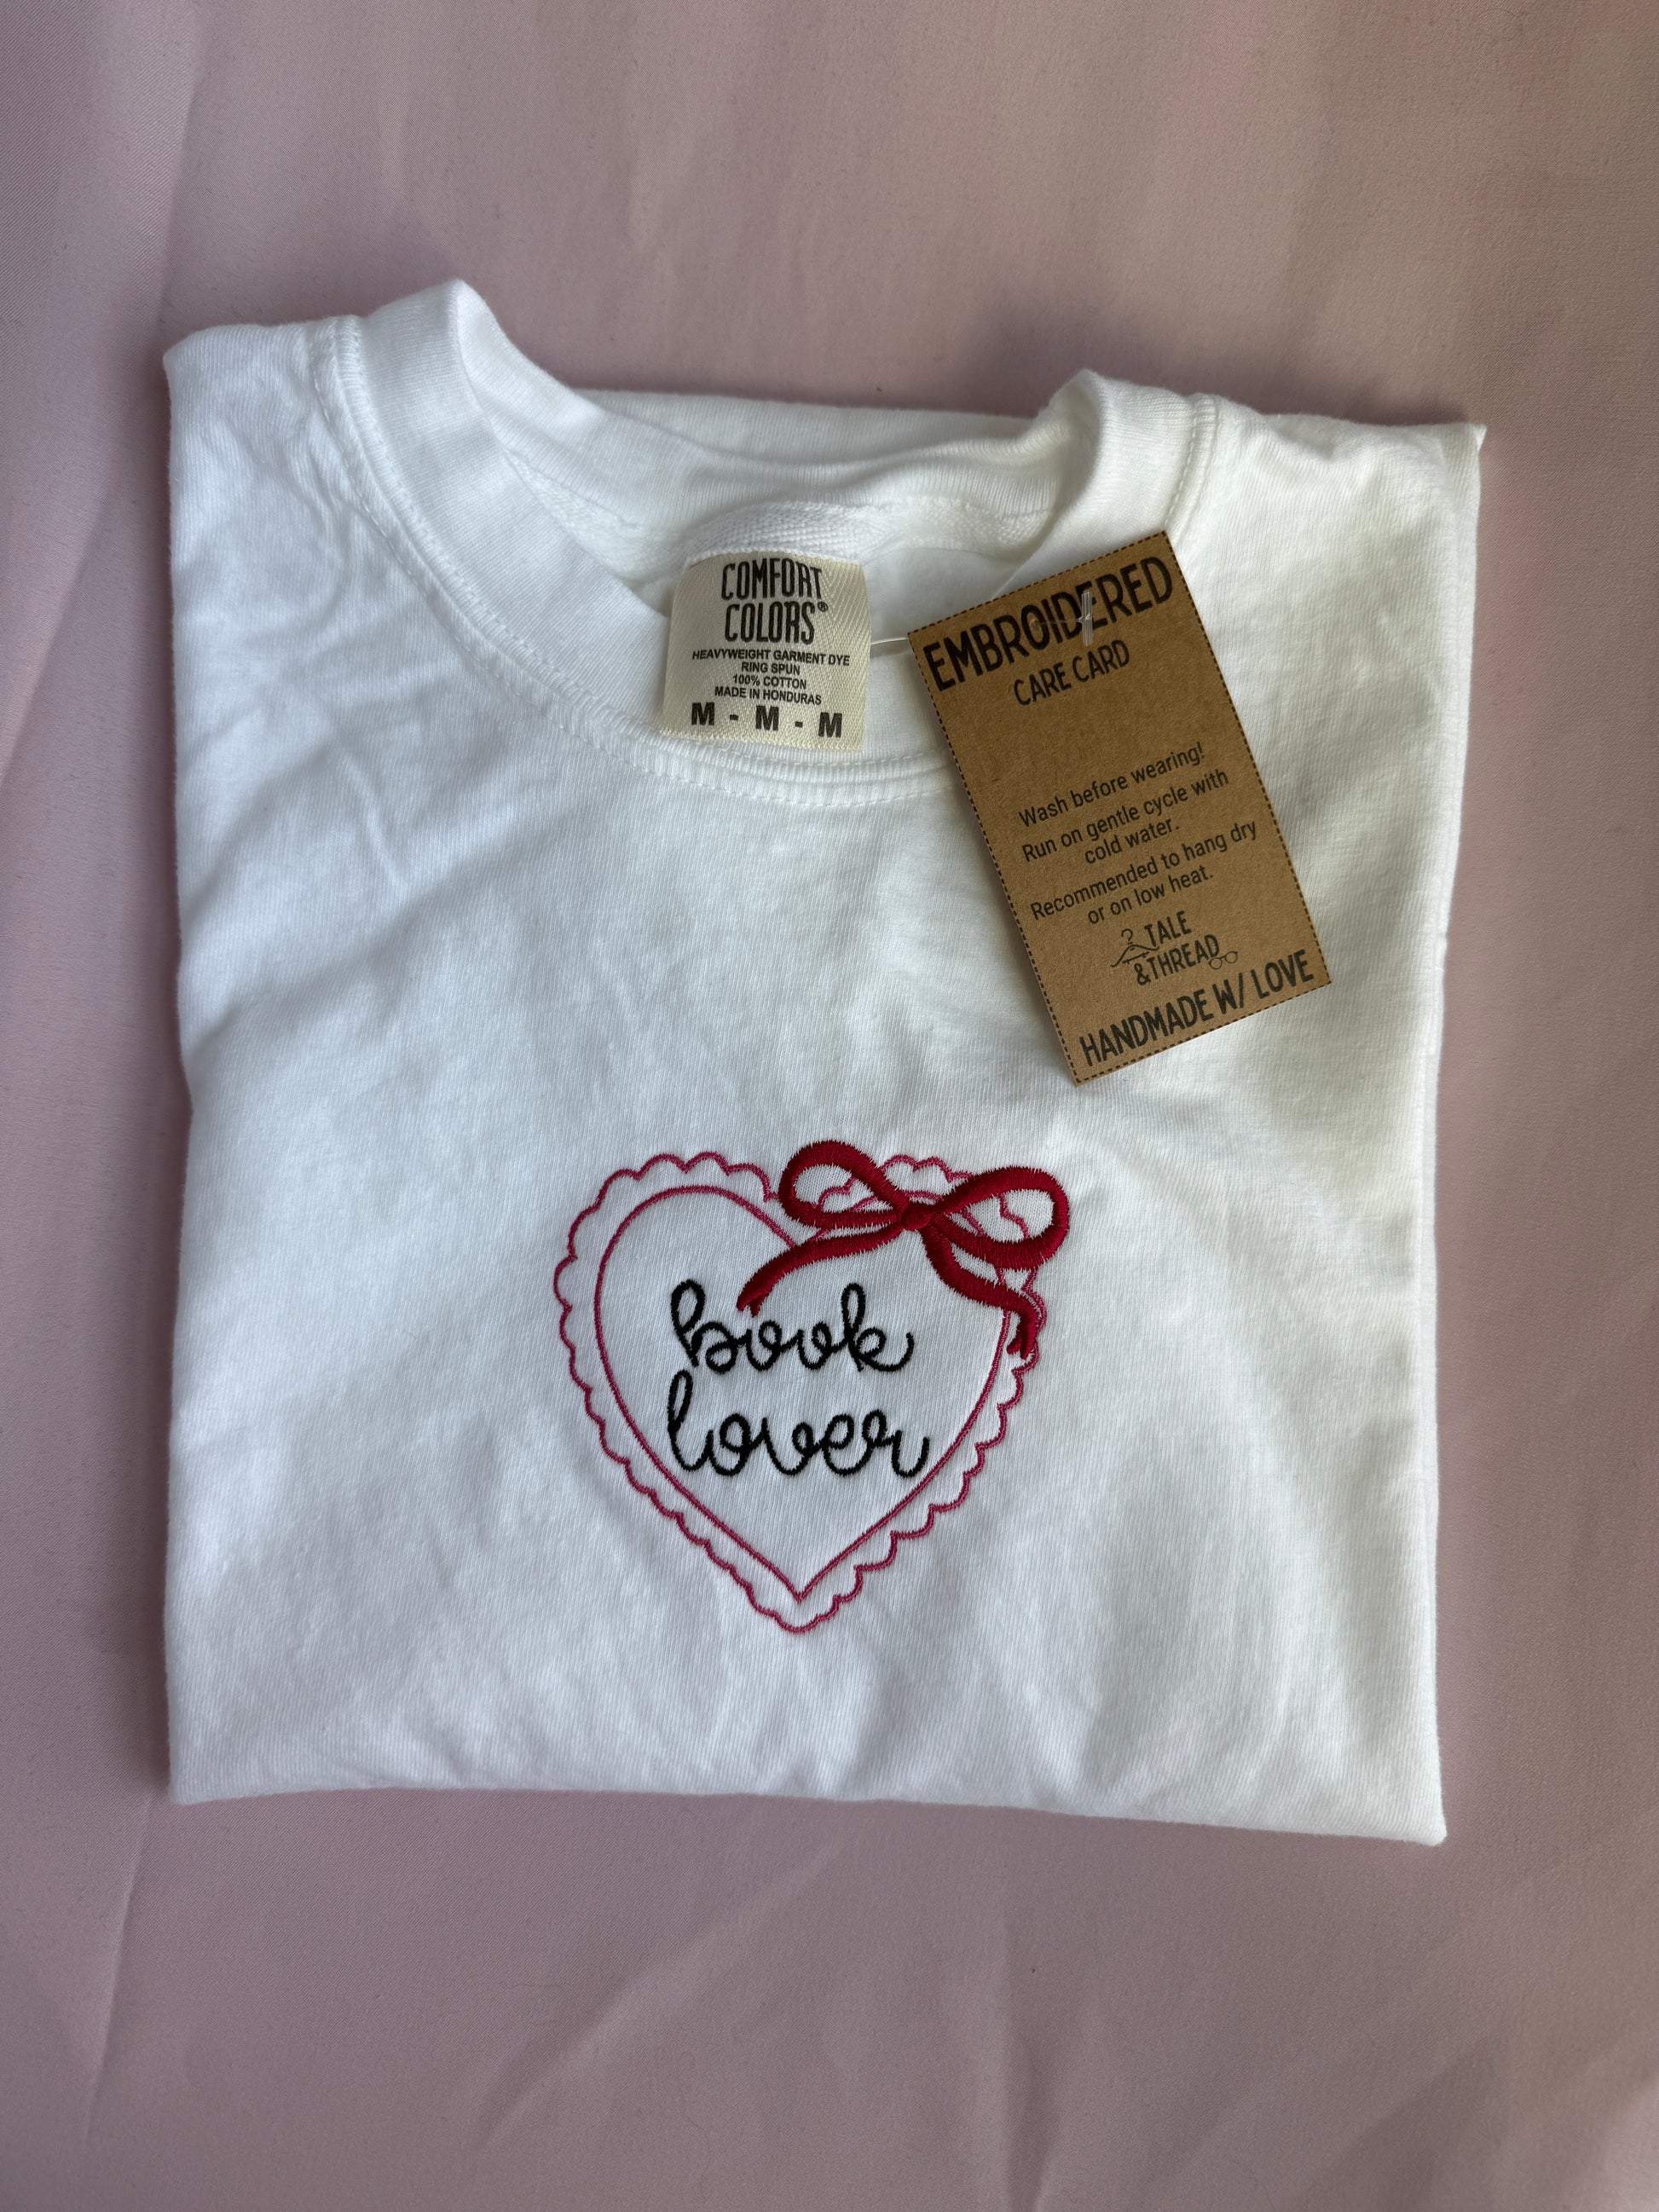 COMFORT
COLORS®
HEAVYWEIGHT GARMENT DYE
RING SPUN
100% COTTON
MADE IN HONDURAS
M - M - M
EMBROIDERED
CARE CARD
Wash before wearing!
Run on gentle cycle with
cold water.
Recommended to hang dry
or on low heat.
TALE
&THREAD
HANDMADE W/ LOVE
book
lover